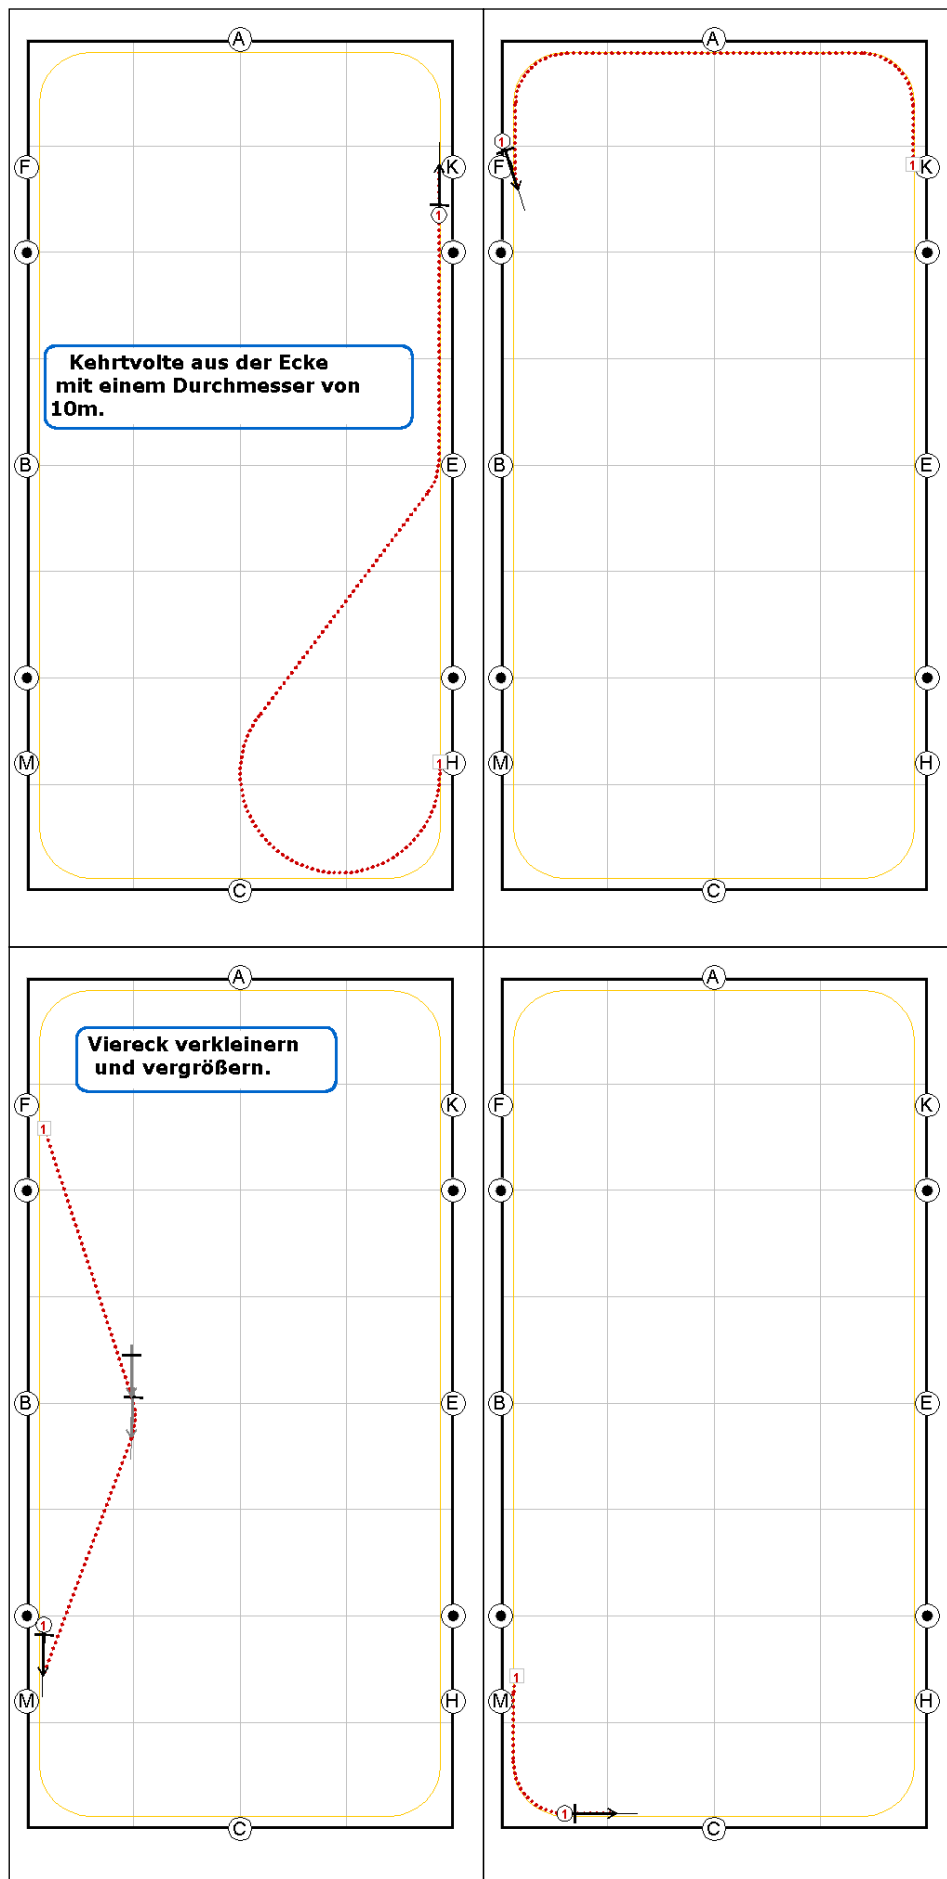 A
A
1
F
K
F
1
K
1
Kehrtvolte aus der Ecke
mit einem Durchmesser von
10m.
B
E
B
E
M
1
H
M
H
C
C
A
A
Viereck verkleinern
und vergrößern.
F
K
F
K
1
B
E
B
E
1
1
M
H
M
H
1
C
C